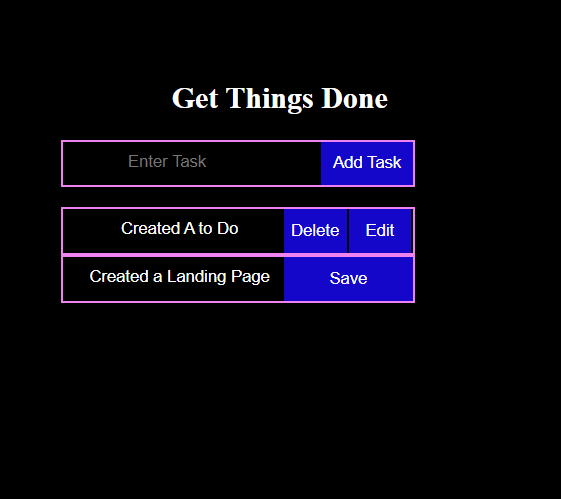 Get Things Done
Enter Task Add Task
Created A to Do Delete Edit
Created a Landing Page Save